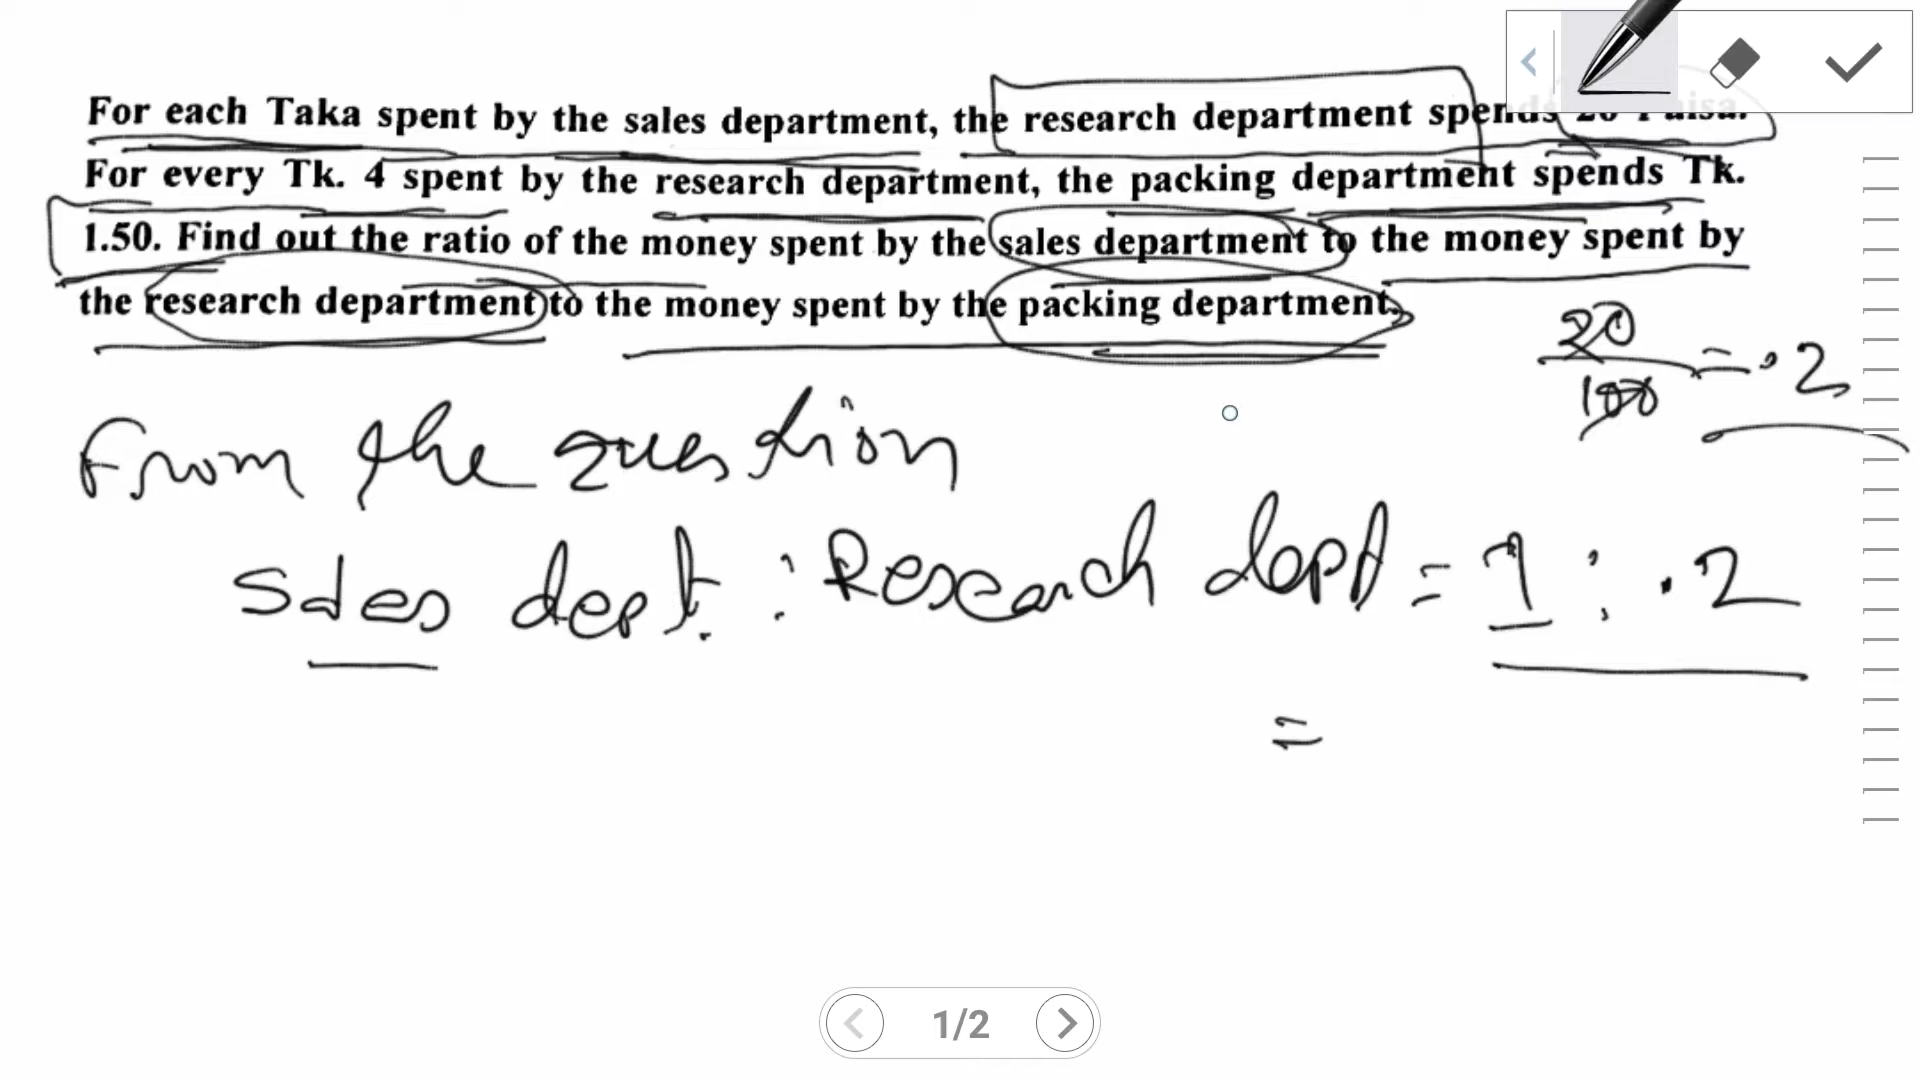 For each Taka spent by the sales department, the research department spends 20 Paisa.
For every Tk. 4 spent by the research department, the packing department spends Tk.
1.50. Find out the ratio of the money spent by the sales department to the money spent by
the research department to the money spent by the packing department.
20/100 = .2
From the question
Sales dept. : Research dept = 1 : .2
=
1/2